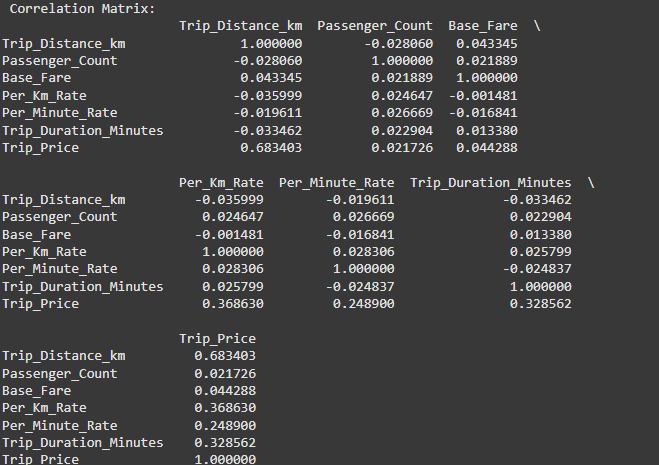 Correlation Matrix:
Trip_Distance_km Passenger_Count Base_Fare \
Trip_Distance_km 1.000000 -0.028060 0.043345
Passenger_Count -0.028060 1.000000 0.021889
Base_Fare 0.043345 0.021889 1.000000
Per_Km_Rate -0.035999 0.024647 -0.001481
Per_Minute_Rate -0.019611 0.026669 -0.016841
Trip_Duration_Minutes -0.033462 0.022904 0.013380
Trip_Price 0.683403 0.021726 0.044288
Per_Km_Rate Per_Minute_Rate Trip_Duration_Minutes \
Trip_Distance_km -0.035999 -0.019611 -0.033462
Passenger_Count 0.024647 0.026669 0.022904
Base_Fare -0.001481 -0.016841 0.013380
Per_Km_Rate 1.000000 0.028306 0.025799
Per_Minute_Rate 0.028306 1.000000 -0.024837
Trip_Duration_Minutes 0.025799 -0.024837 1.000000
Trip_Price 0.368630 0.248900 0.328562
Trip_Price
Trip_Distance_km 0.683403
Passenger_Count 0.021726
Base_Fare 0.044288
Per_Km_Rate 0.368630
Per_Minute_Rate 0.248900
Trip_Duration_Minutes 0.328562
Trip_Price 1.000000